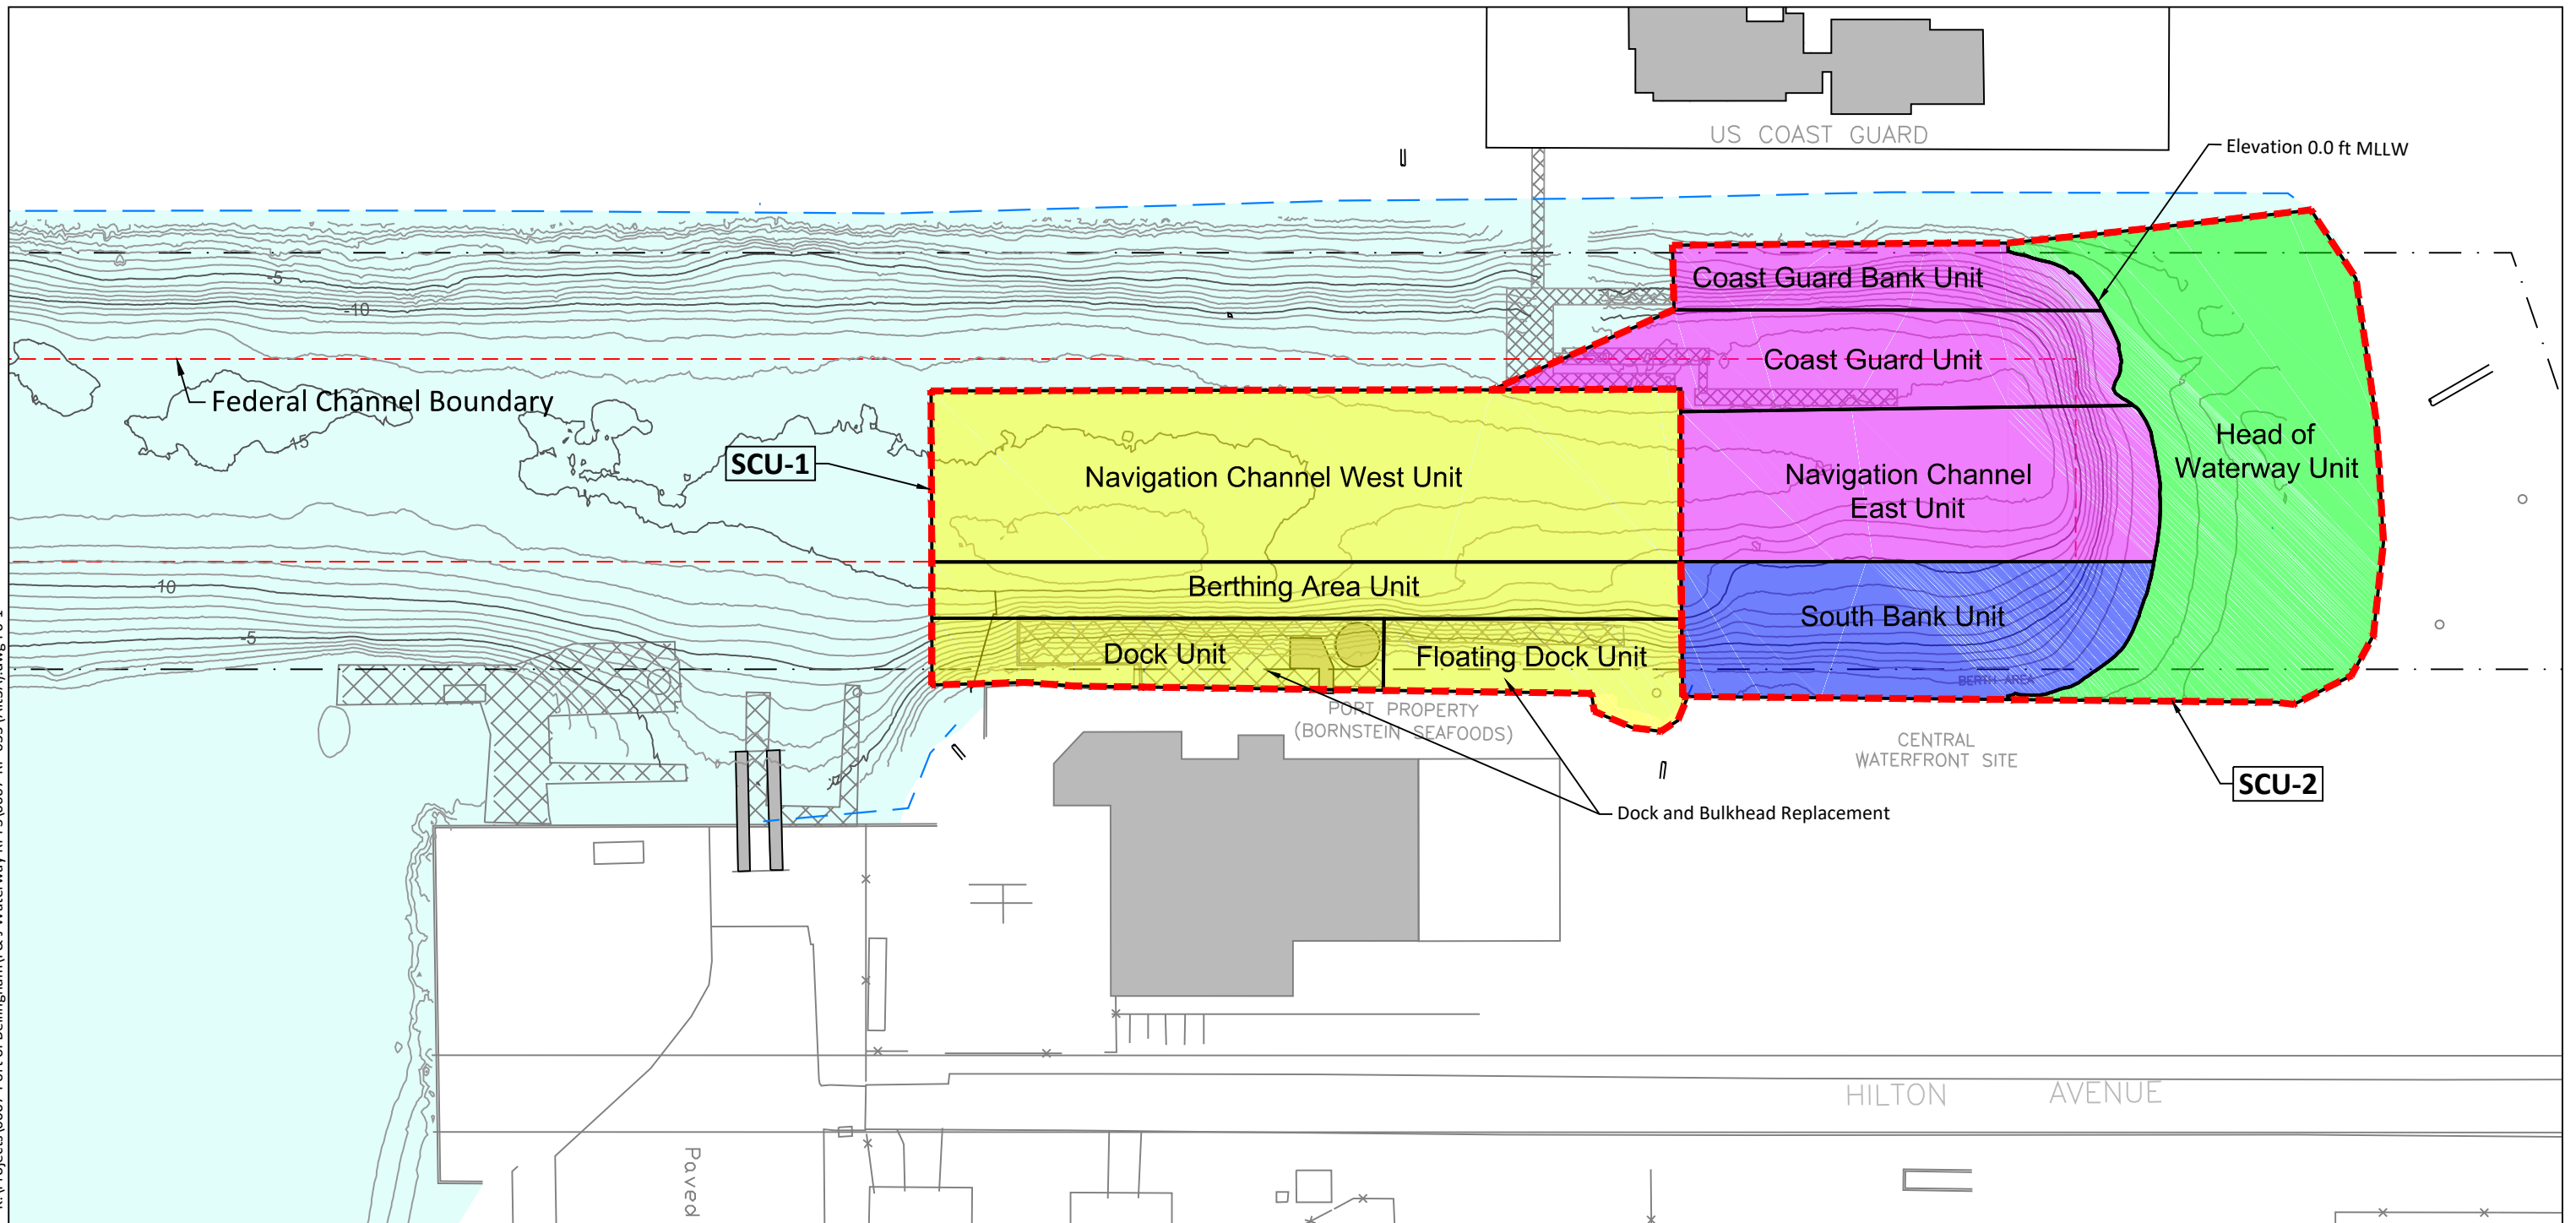 US COAST GUARD
Elevation 0.0 ft MLLW
-5
-10
Coast Guard Bank Unit
Coast Guard Unit
Federal Channel Boundary
15
SCU-1
Navigation Channel West Unit
Navigation Channel
East Unit
Head of
Waterway Unit
-10
Berthing Area Unit
South Bank Unit
-5
Dock Unit
Floating Dock Unit
BERTH AREA
PORT PROPERTY
(BORNSTEIN SEAFOODS)
CENTRAL
WATERFRONT SITE
SCU-2
Dock and Bulkhead Replacement
HILTON AVENUE
Paved